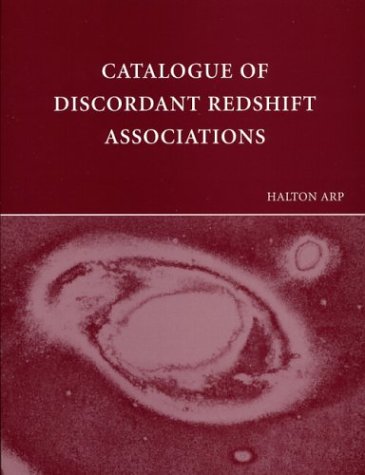 CATALOGUE OF
DISCORDANT REDSHIFT
ASSOCIATIONS
HALTON ARP